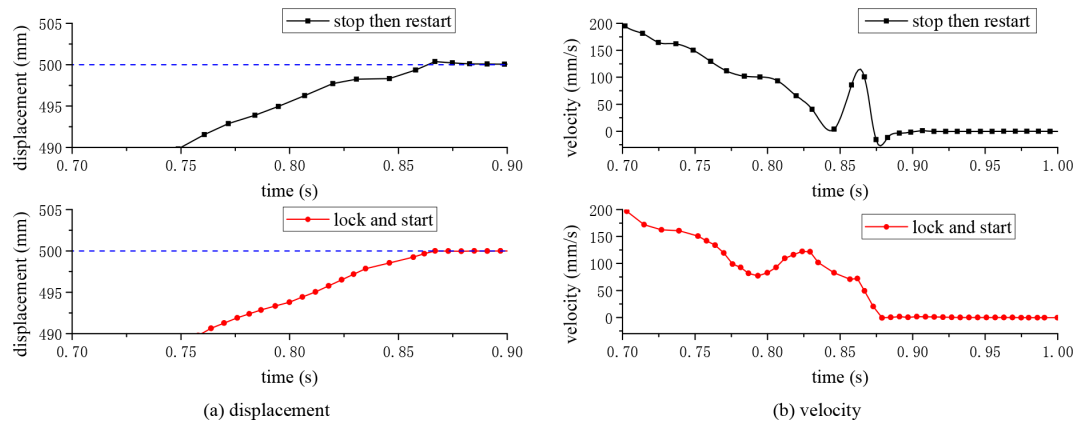 stop then restart
displacement (mm)
505
500
495
490
0.70 0.75 0.80 0.85 0.90
time (s)
stop then restart
velocity (mm/s)
200
150
100
50
0
0.70 0.75 0.80 0.85 0.90 0.95 1.00
time (s)
lock and start
displacement (mm)
505
500
495
490
0.70 0.75 0.80 0.85 0.90
time (s)
lock and start
velocity (mm/s)
200
150
100
50
0
0.70 0.75 0.80 0.85 0.90 0.95 1.00
time (s)
(a) displacement
(b) velocity